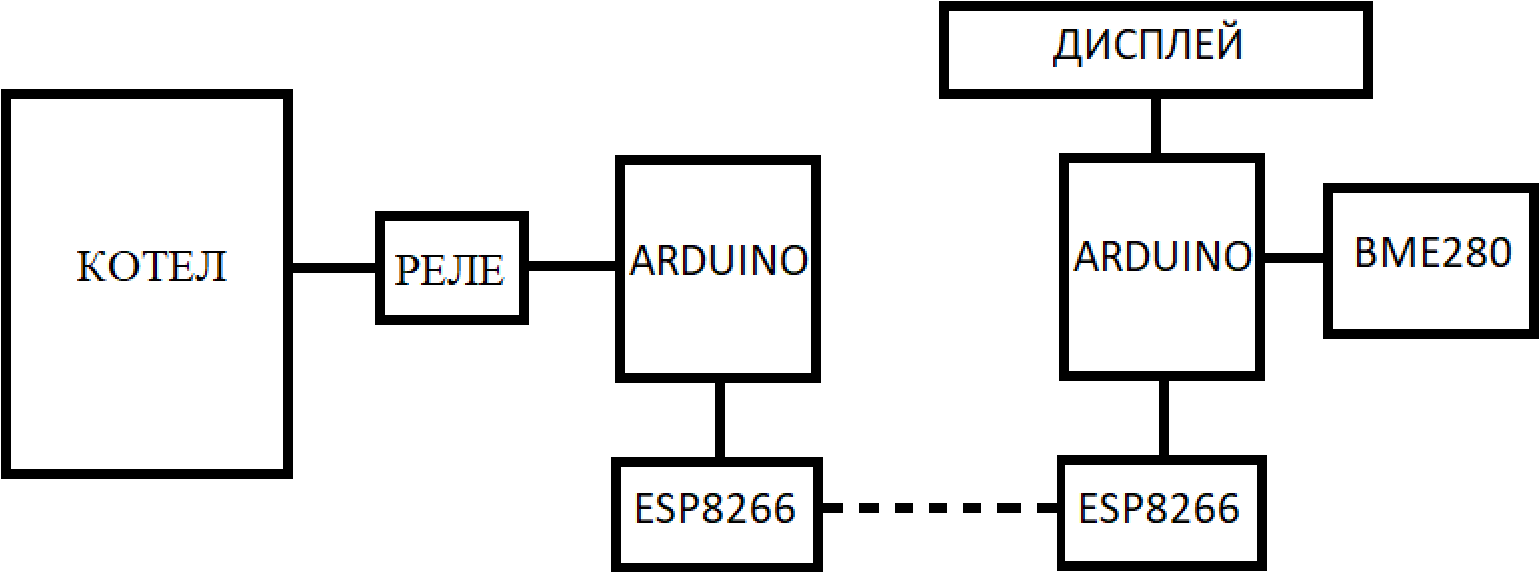 ДИСПЛЕЙ
КОТЕЛ
РЕЛЕ
ARDUINO
ARDUINO
BME280
ESP8266
ESP8266